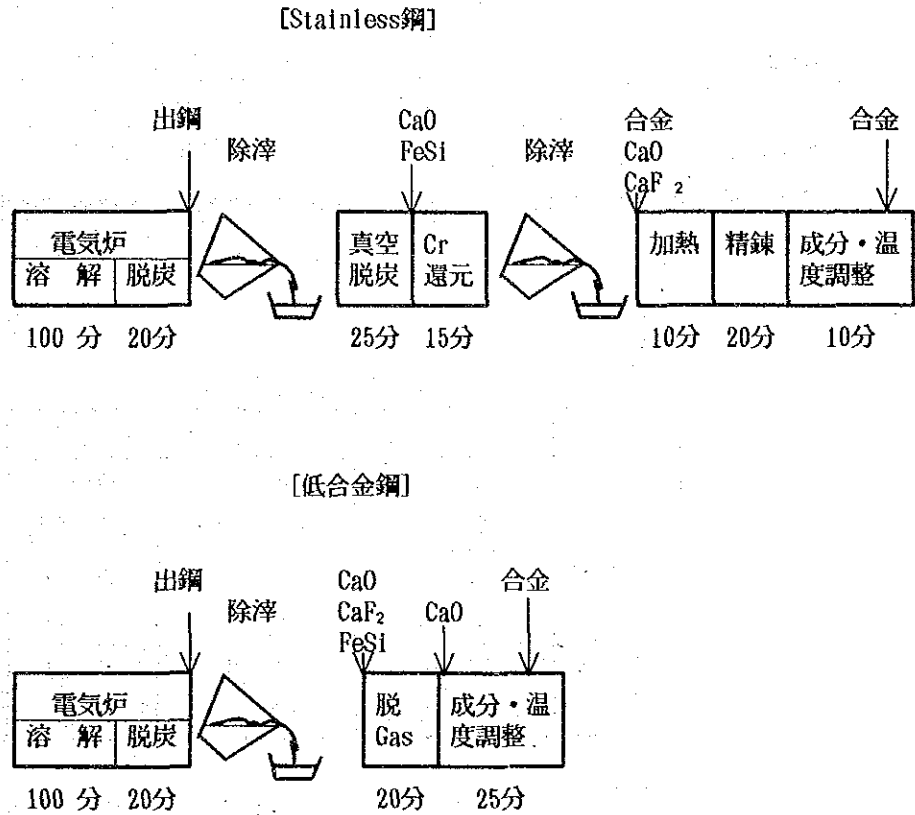 [Stainless鋼]
出鋼
除滓
CaO
FeSi
除滓
合金
CaO
CaF₂
合金
電気炉
溶 解 脱炭
真空
脱炭
Cr
還元
加熱
精錬
成分・温
度調整
100 分 20分 25分 15分 10分 20分 10分
[低合金鋼]
出鋼
除滓
CaO
CaF₂
FeSi
CaO
合金
電気炉
溶 解 脱炭
脱
Gas
成分・温
度調整
100 分 20分 20分 25分